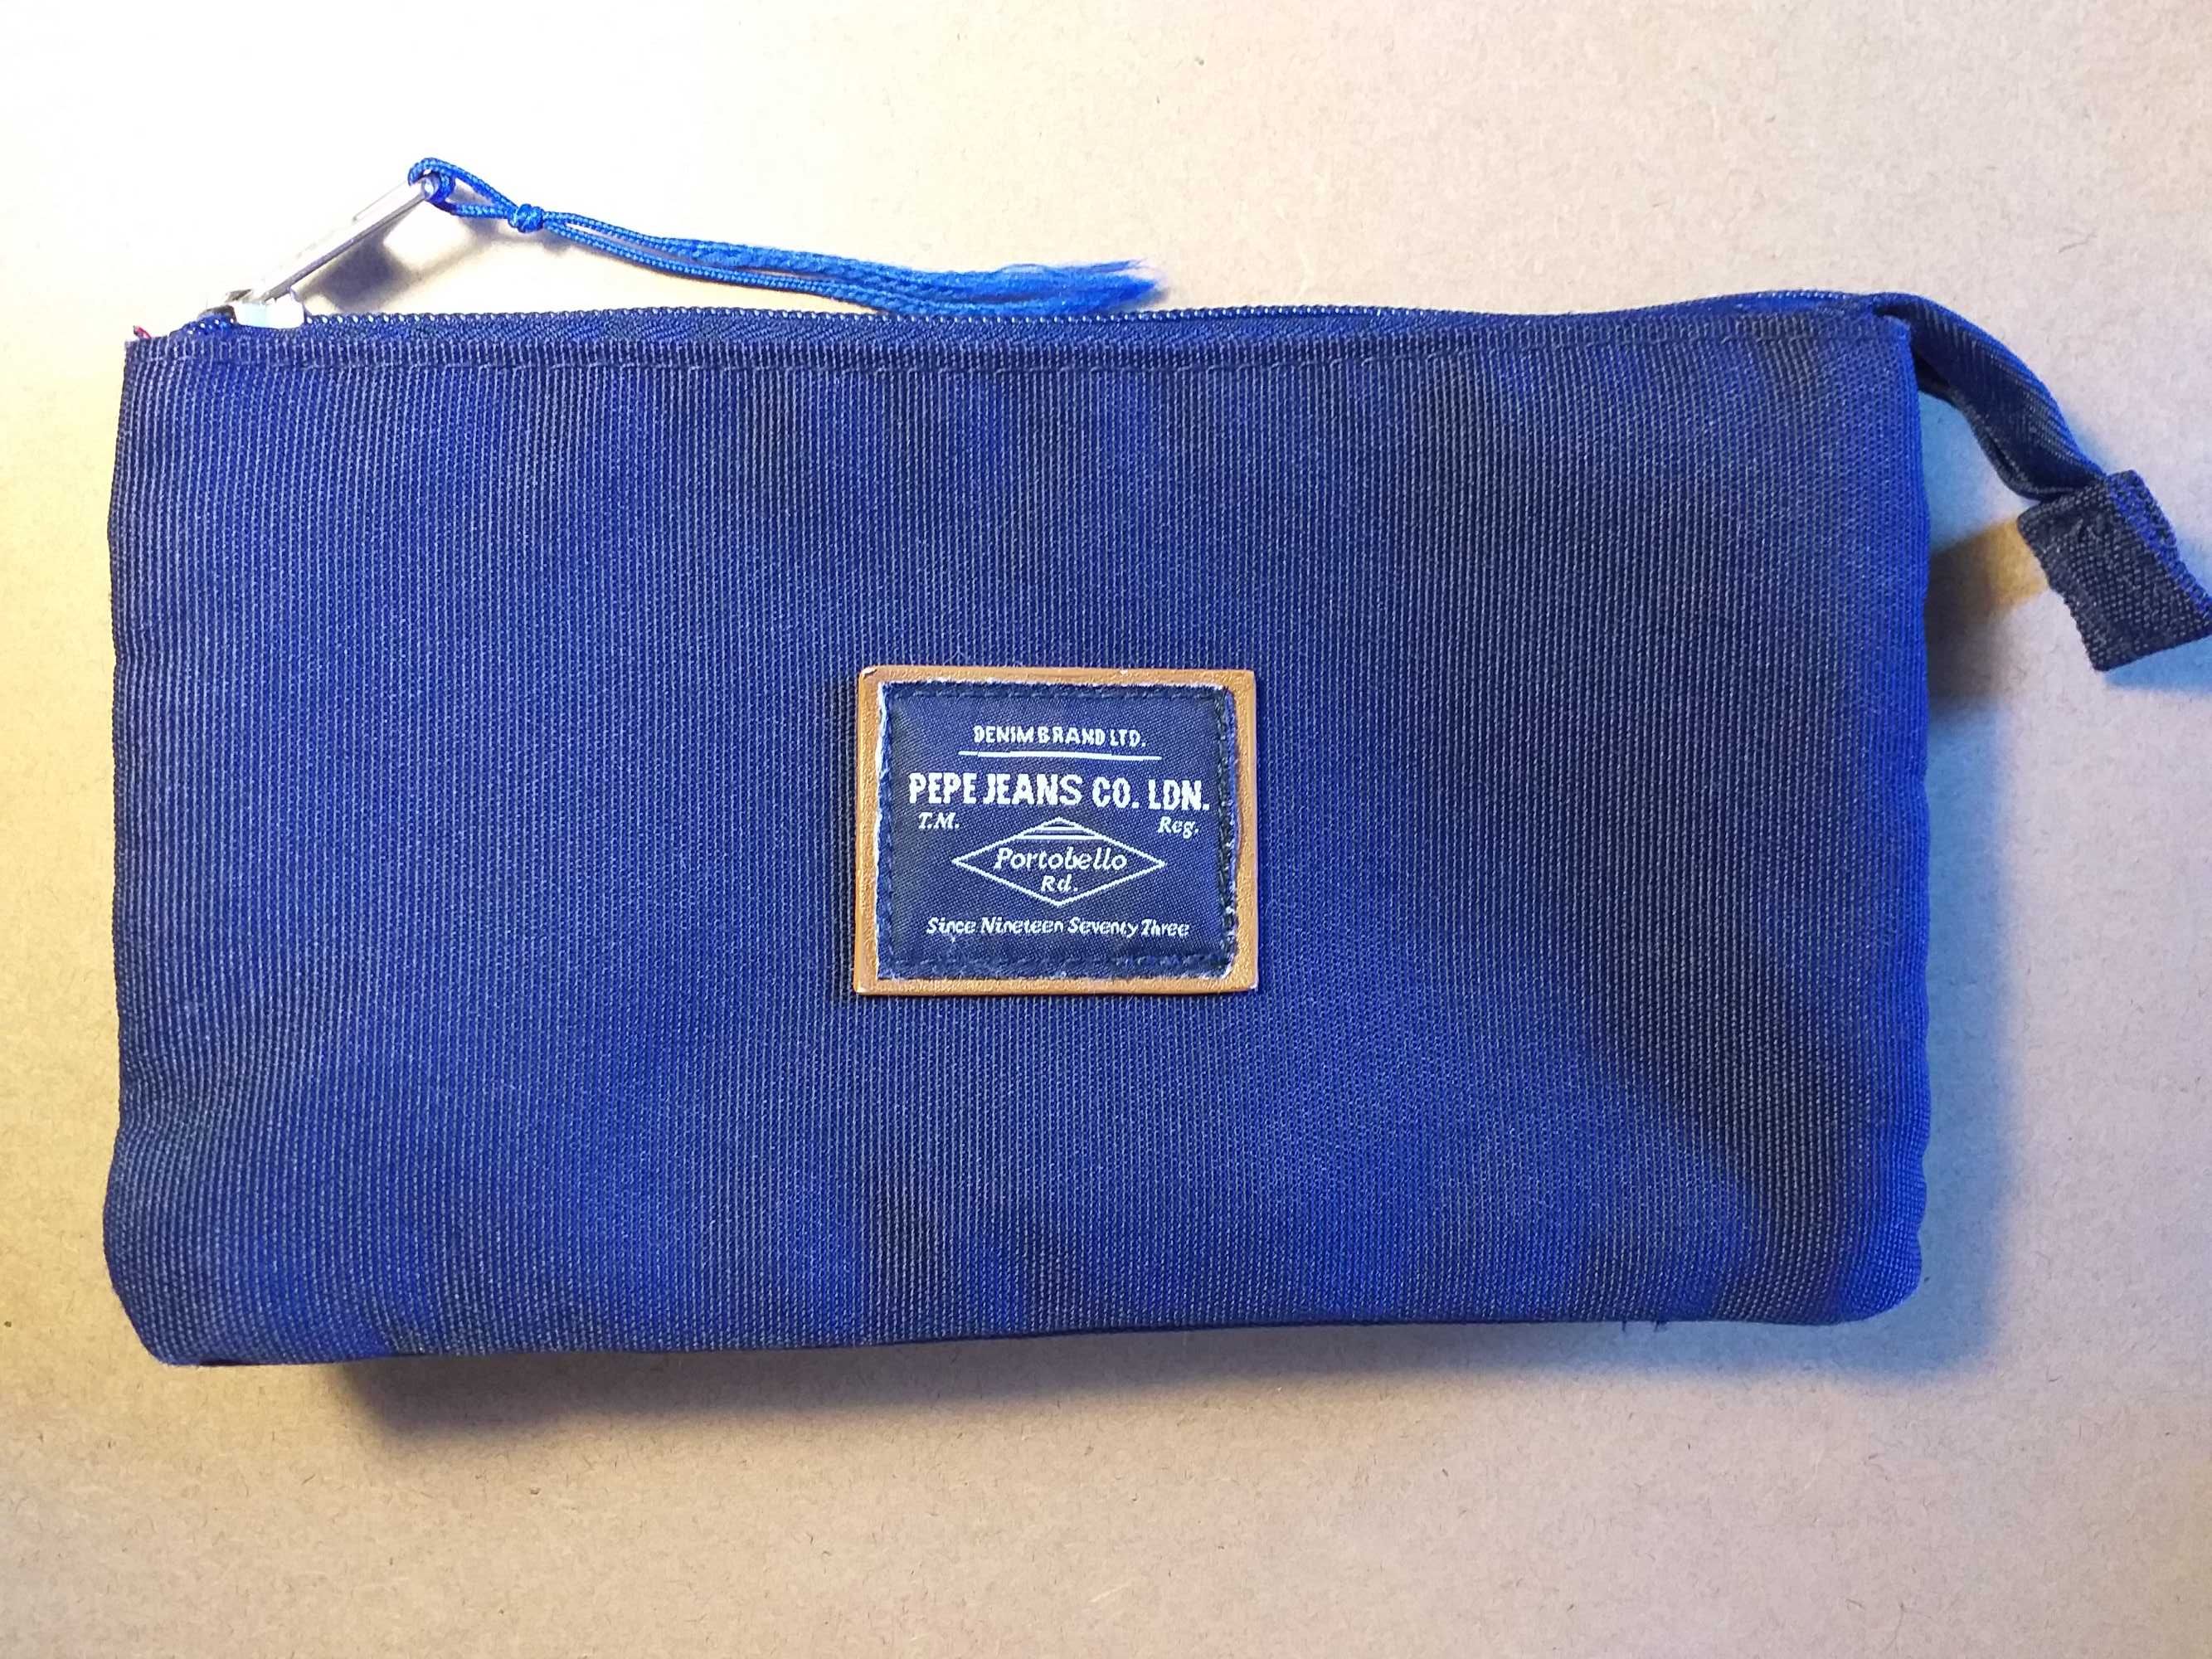 DENIM BRAND LTD.
PEPE JEANS CO. LDN.
T.M. Reg.
Portobello
Rd.
Since Nineteen Seventy Three